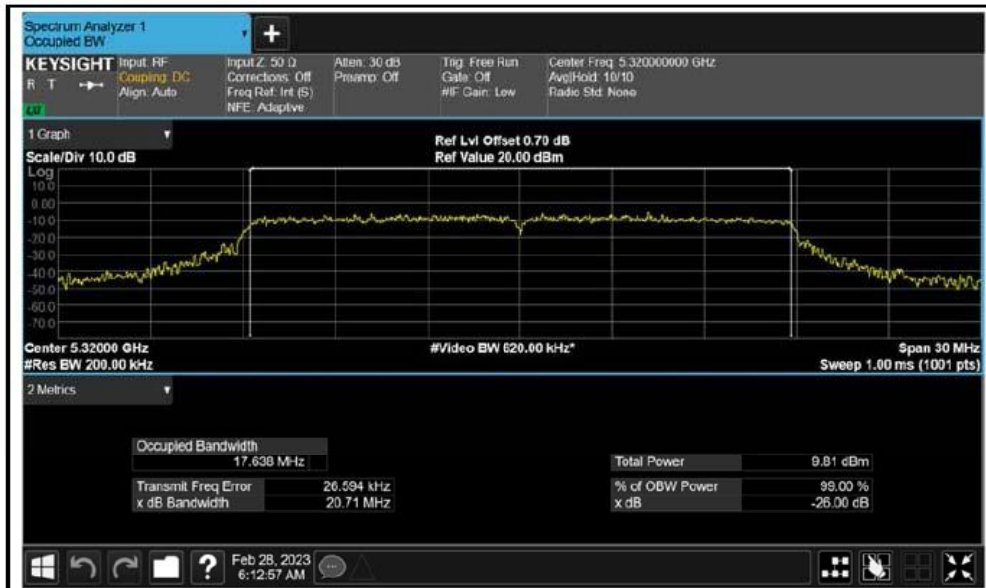 Spectrum Analyzer 1
Occupied BW
KEYSIGHT
R T
Input: RF
Coupling: DC
Align: Auto
Input Z: 50 Ω
Corrections: Off
Freq Ref: Int (S)
NFE: Adaptive
Atten: 30 dB
Preamp: Off
Trig: Free Run
Gate: Off
#IF Gain: Low
Center Freq: 5.320000000 GHz
Avg|Hold: 10/10
Radio Std: None
1 Graph
Scale/Div 10.0 dB
Ref Lvl Offset 0.70 dB
Ref Value 20.00 dBm
Log
10.0
0.00
-10.0
-20.0
-30.0
-40.0
-50.0
-60.0
-70.0
Center 5.32000 GHz
#Res BW 200.00 kHz
#Video BW 620.00 kHz*
Span 30 MHz
Sweep 1.00 ms (1001 pts)
2 Metrics
Occupied Bandwidth
17.638 MHz
Transmit Freq Error 26.594 kHz
x dB Bandwidth 20.71 MHz
Total Power 9.81 dBm
% of OBW Power 99.00 %
x dB -26.00 dB
Feb 28, 2023
6:12:57 AM